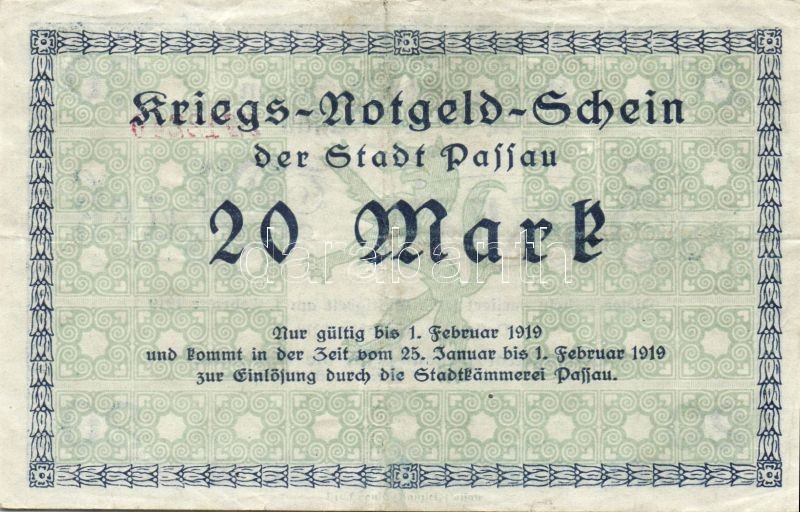 Kriegs-Notgeld-Schein
der Stadt Passau
20 Mark
darabanth
Nur gültig bis 1. Februar 1919
und kommt in der Zeit vom 25. Januar bis 1. Februar 1919
zur Einlösung durch die Stadtkämmerei Passau.